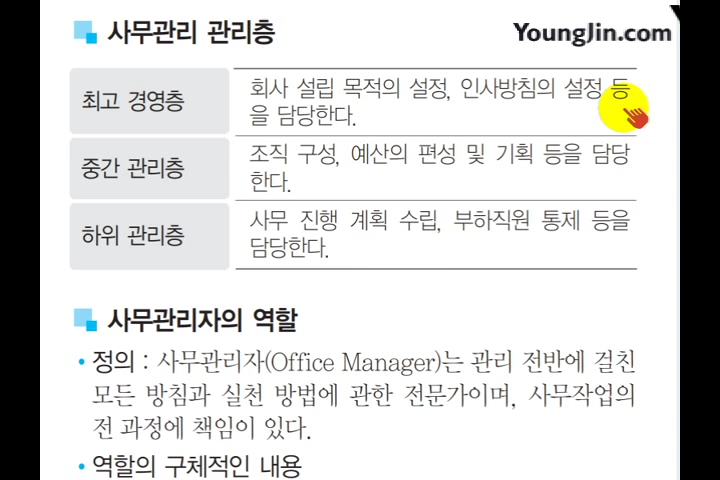 사무관리 관리층
YoungJin.com
최고 경영층
회사 설립 목적의 설정, 인사방침의 설정 등
을 담당한다.
중간 관리층
조직 구성, 예산의 편성 및 기획 등을 담당
한다.
하위 관리층
사무 진행 계획 수립, 부하직원 통제 등을
담당한다.
사무관리자의 역할
• 정의 : 사무관리자(Office Manager)는 관리 전반에 걸친
모든 방침과 실천 방법에 관한 전문가이며, 사무작업의
전 과정에 책임이 있다.
• 역할의 구체적인 내용